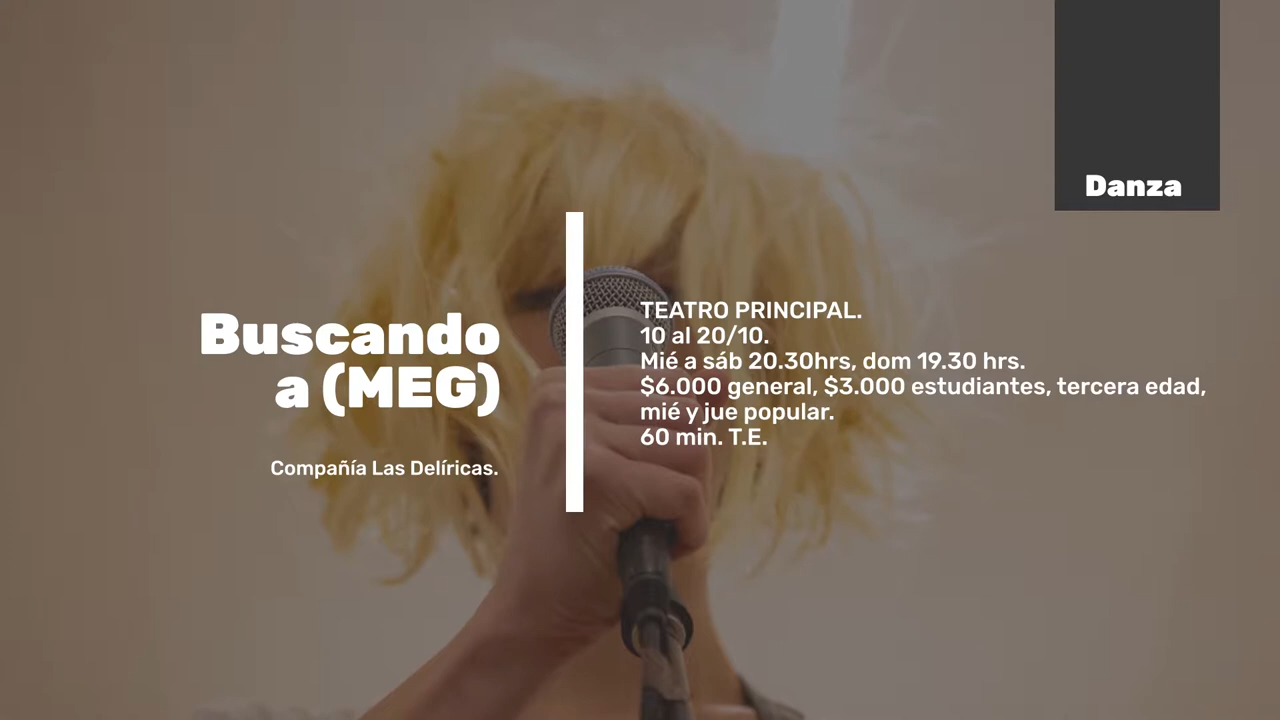 Danza
Buscando
a (MEG)
Compañía Las Delíricas.
TEATRO PRINCIPAL.
10 al 20/10.
Mié a sáb 20.30hrs, dom 19.30 hrs.
$6.000 general, $3.000 estudiantes, tercera edad,
mié y jue popular.
60 min. T.E.